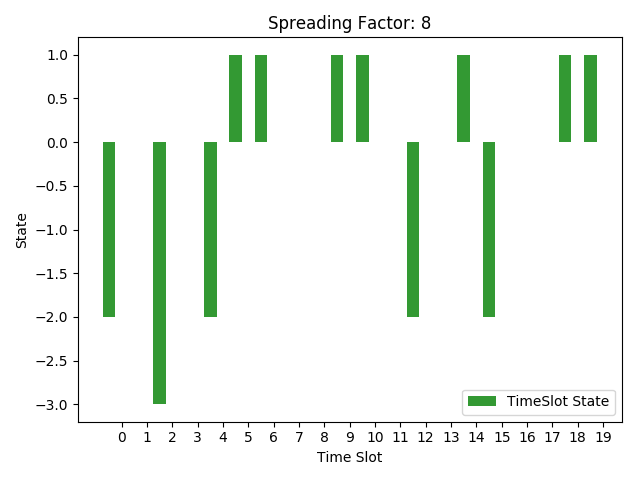 Spreading Factor: 8
1.0
0.5
0.0
−0.5
−1.0
−1.5
−2.0
−2.5
−3.0
State
TimeSlot State
0 1 2 3 4 5 6 7 8 9 10 11 12 13 14 15 16 17 18 19
Time Slot